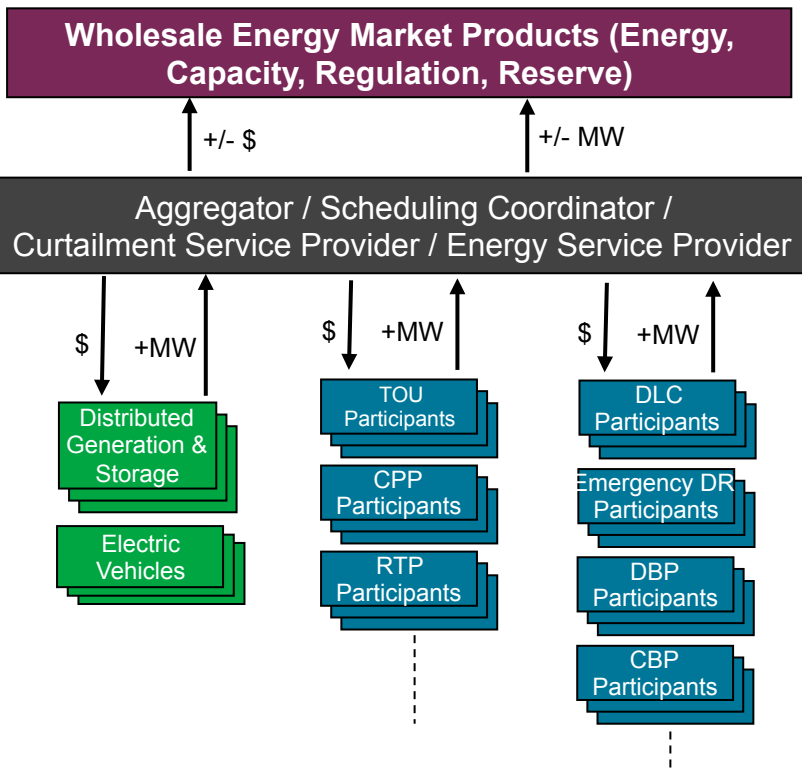 Wholesale Energy Market Products (Energy,
Capacity, Regulation, Reserve)
+/- $
+/- MW
Aggregator / Scheduling Coordinator /
Curtailment Service Provider / Energy Service Provider
$
+MW
$
+MW
$
+MW
Distributed
Generation &
Storage
Electric
Vehicles
TOU
Participants
CPP
Participants
RTP
Participants
DLC
Participants
Emergency DR
Participants
DBP
Participants
CBP
Participants